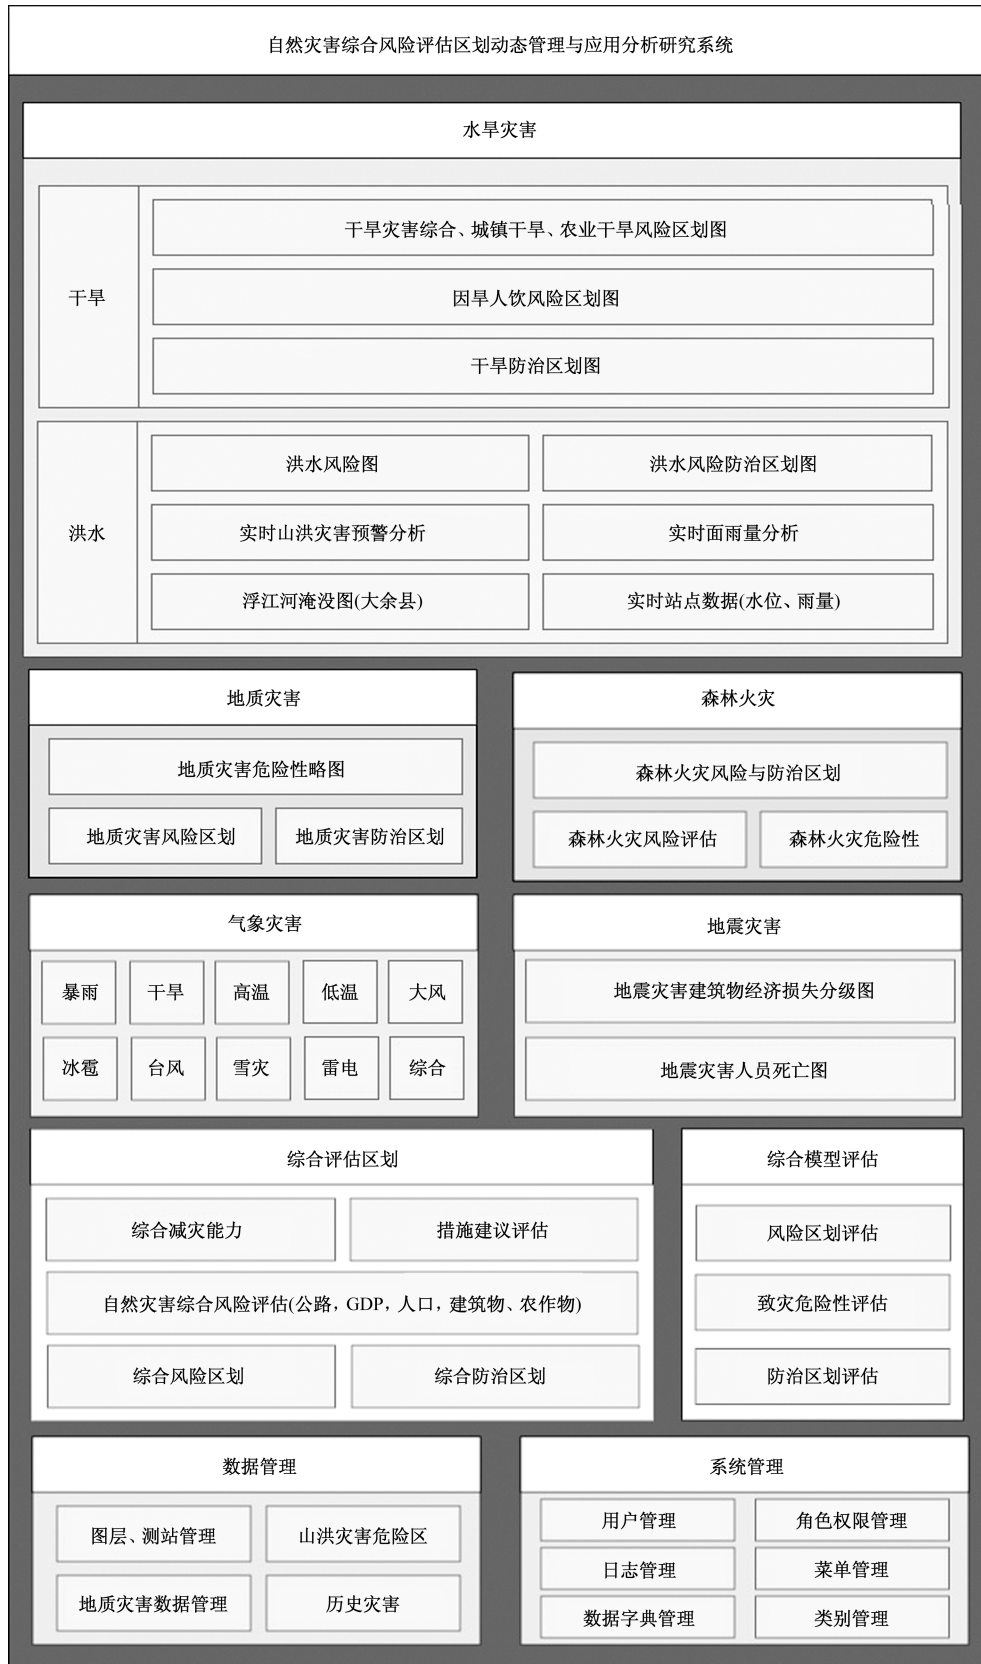 自然灾害综合风险评估区划动态管理与应用分析研究系统
水旱灾害
干旱
干旱灾害综合、城镇干旱、农业干旱风险区划图
因旱人饮风险区划图
干旱防治区划图
洪水
洪水风险图
洪水风险防治区划图
实时山洪灾害预警分析
实时面雨量分析
浮江河淹没图(大余县)
实时站点数据(水位、雨量)
地质灾害
地质灾害危险性略图
地质灾害风险区划
地质灾害防治区划
森林火灾
森林火灾风险与防治区划
森林火灾风险评估
森林火灾危险性
气象灾害
暴雨
干旱
高温
低温
大风
冰雹
台风
雪灾
雷电
综合
地震灾害
地震灾害建筑物经济损失分级图
地震灾害人员死亡图
综合评估区划
综合减灾能力
措施建议评估
自然灾害综合风险评估(公路，GDP，人口，建筑物、农作物)
综合风险区划
综合防治区划
综合模型评估
风险区划评估
致灾危险性评估
防治区划评估
数据管理
图层、测站管理
山洪灾害危险区
地质灾害数据管理
历史灾害
系统管理
用户管理
角色权限管理
日志管理
菜单管理
数据字典管理
类别管理